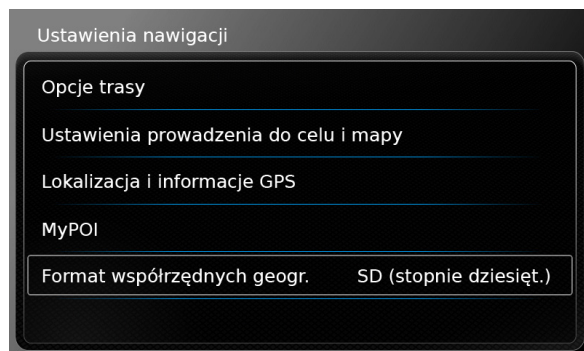 Ustawienia nawigacji
Opcje trasy
Ustawienia prowadzenia do celu i mapy
Lokalizacja i informacje GPS
MyPOI
Format współrzędnych geogr. SD (stopnie dziesięt.)